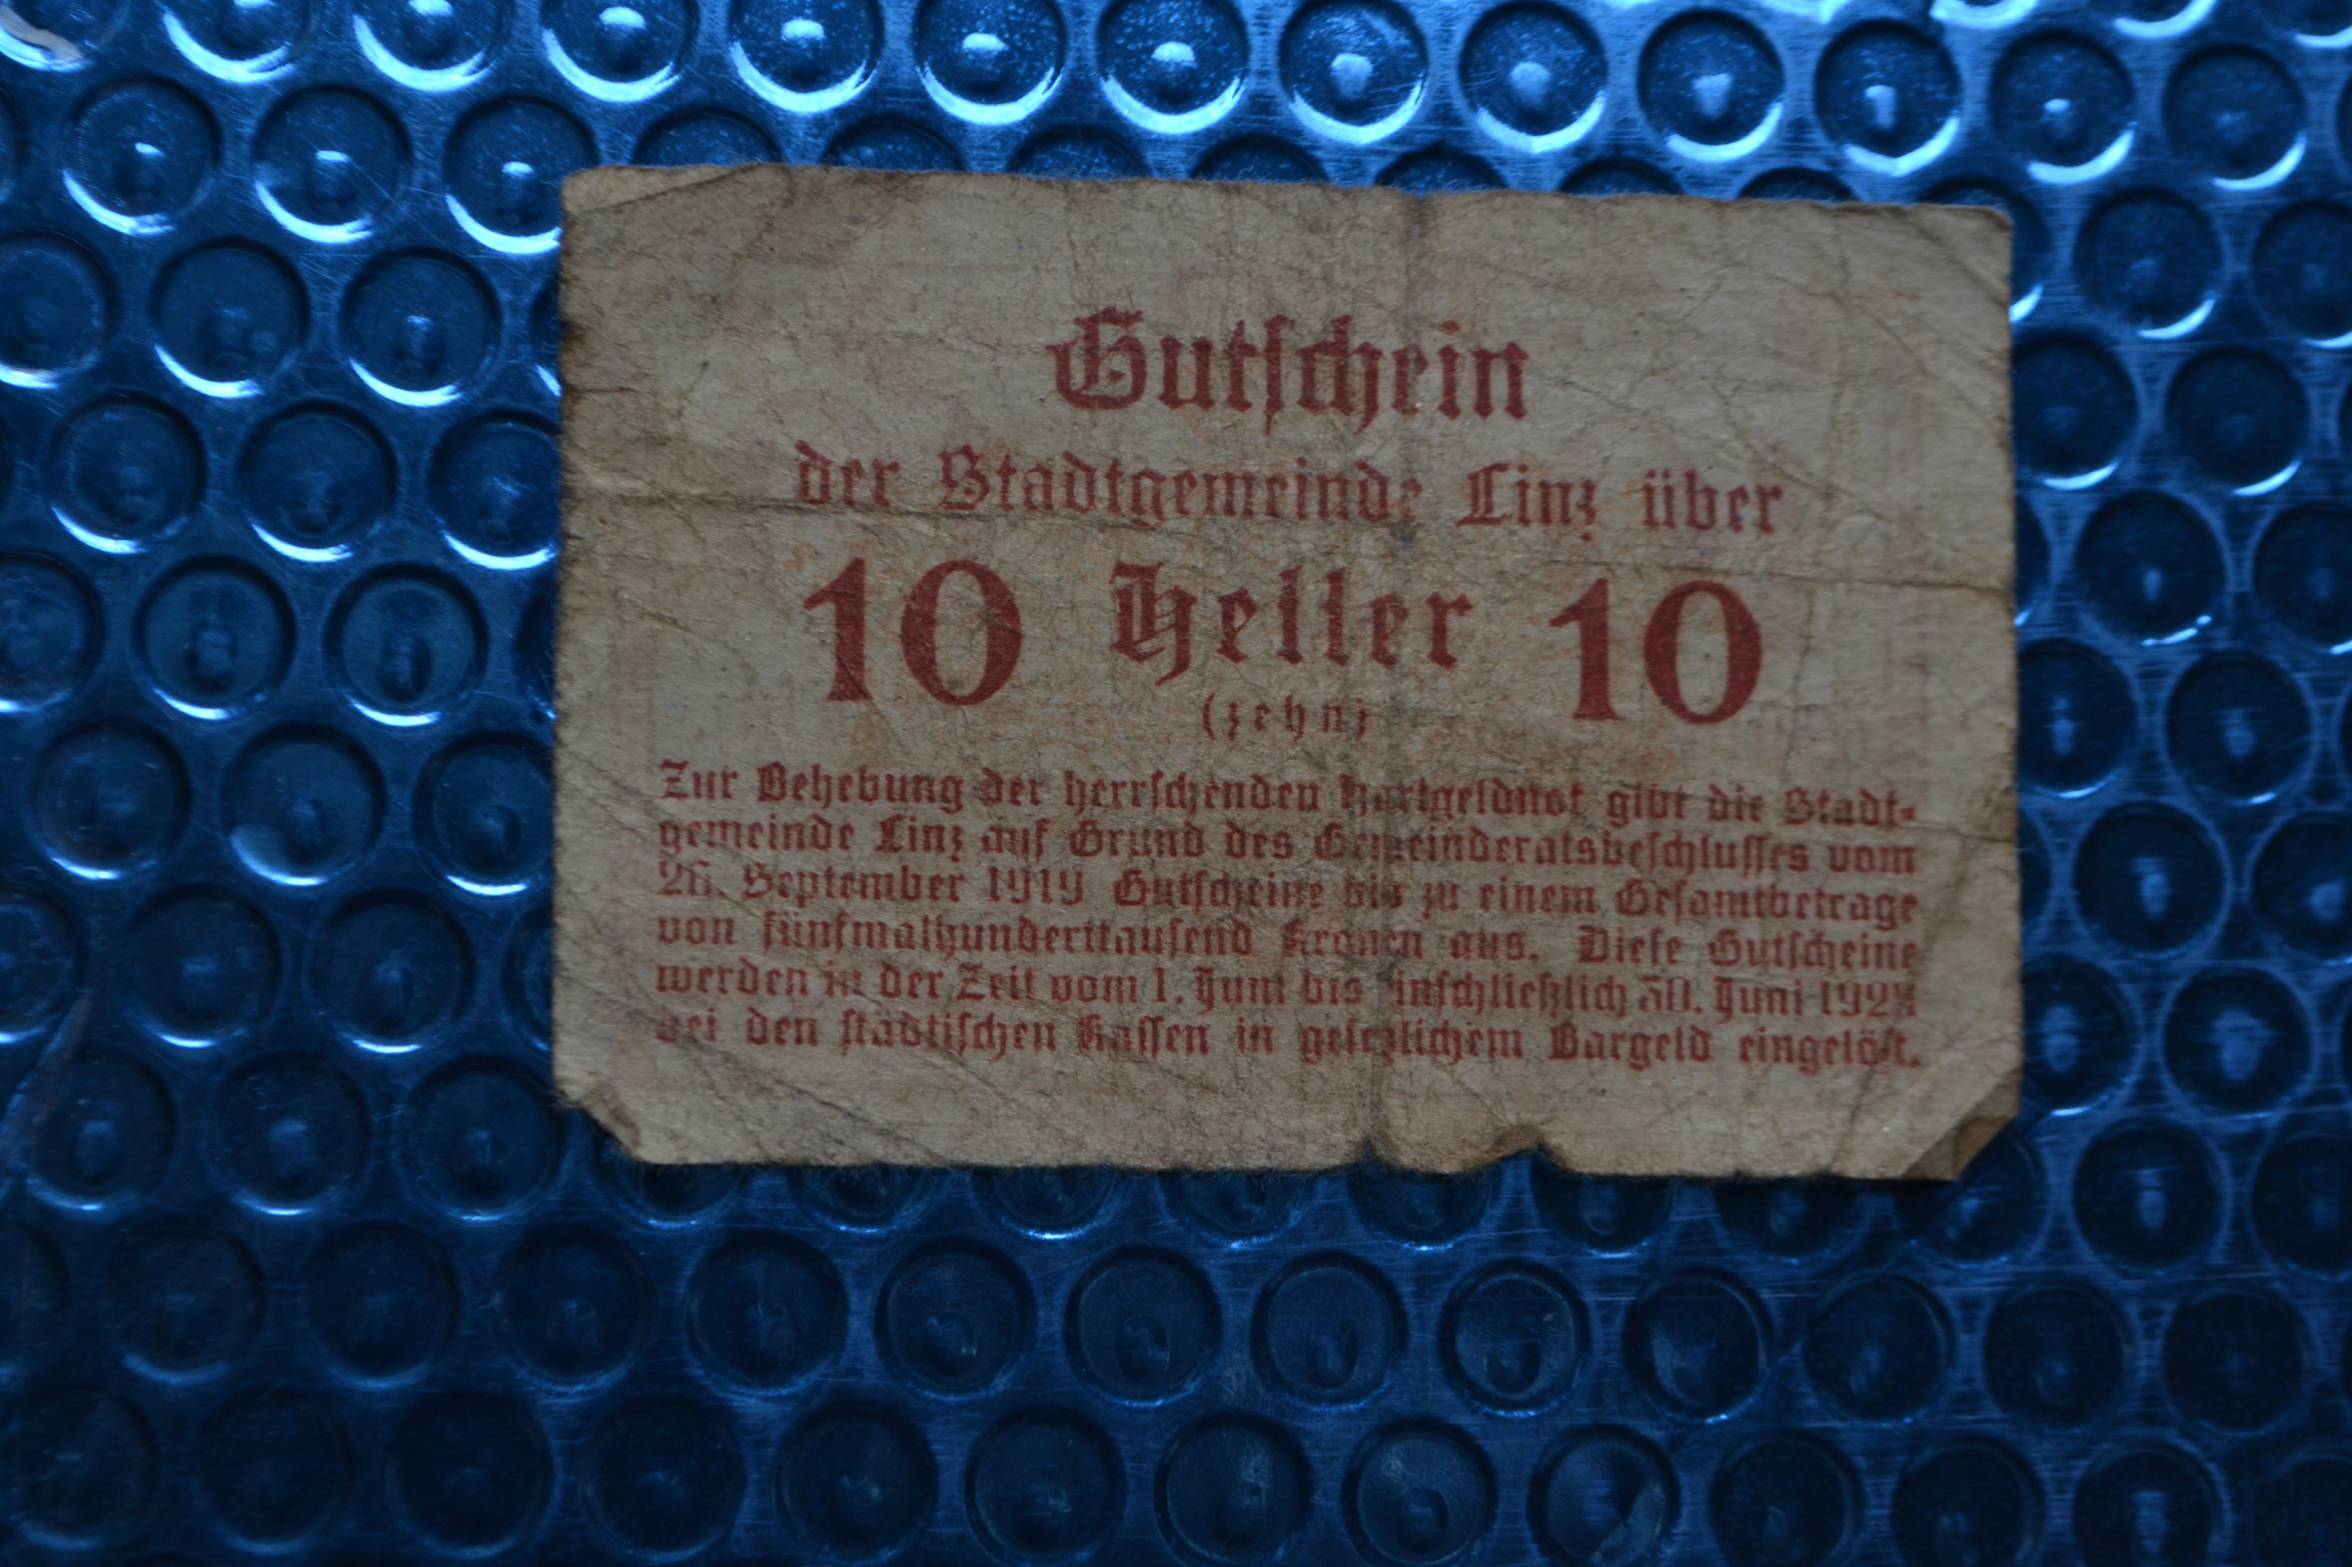 Gutschein
der Stadtgemeinde Linz über
10 Heller 10
(zehn)
Zur Behebung der herrschenden Hartgeldnot gibt die Stadt-
gemeinde Linz auf Grund des Gemeinderatsbeschlusses vom
26. September 1919 Gutscheine bis zu einem Gesamtbetrage
von fünfmalhunderttausend Kronen aus. Diese Gutscheine
werden in der Zeit vom 1. Juni bis einschließlich 30. Juni
bei den städtischen Kassen in gesetzlichem Bargeld eingelöst.